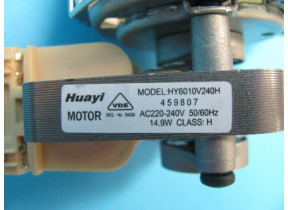 Huayi
MOTOR
VDE
MODEL:HY6010V240H
459807
AC220-240V 50/60Hz
14.9W CLASS: H